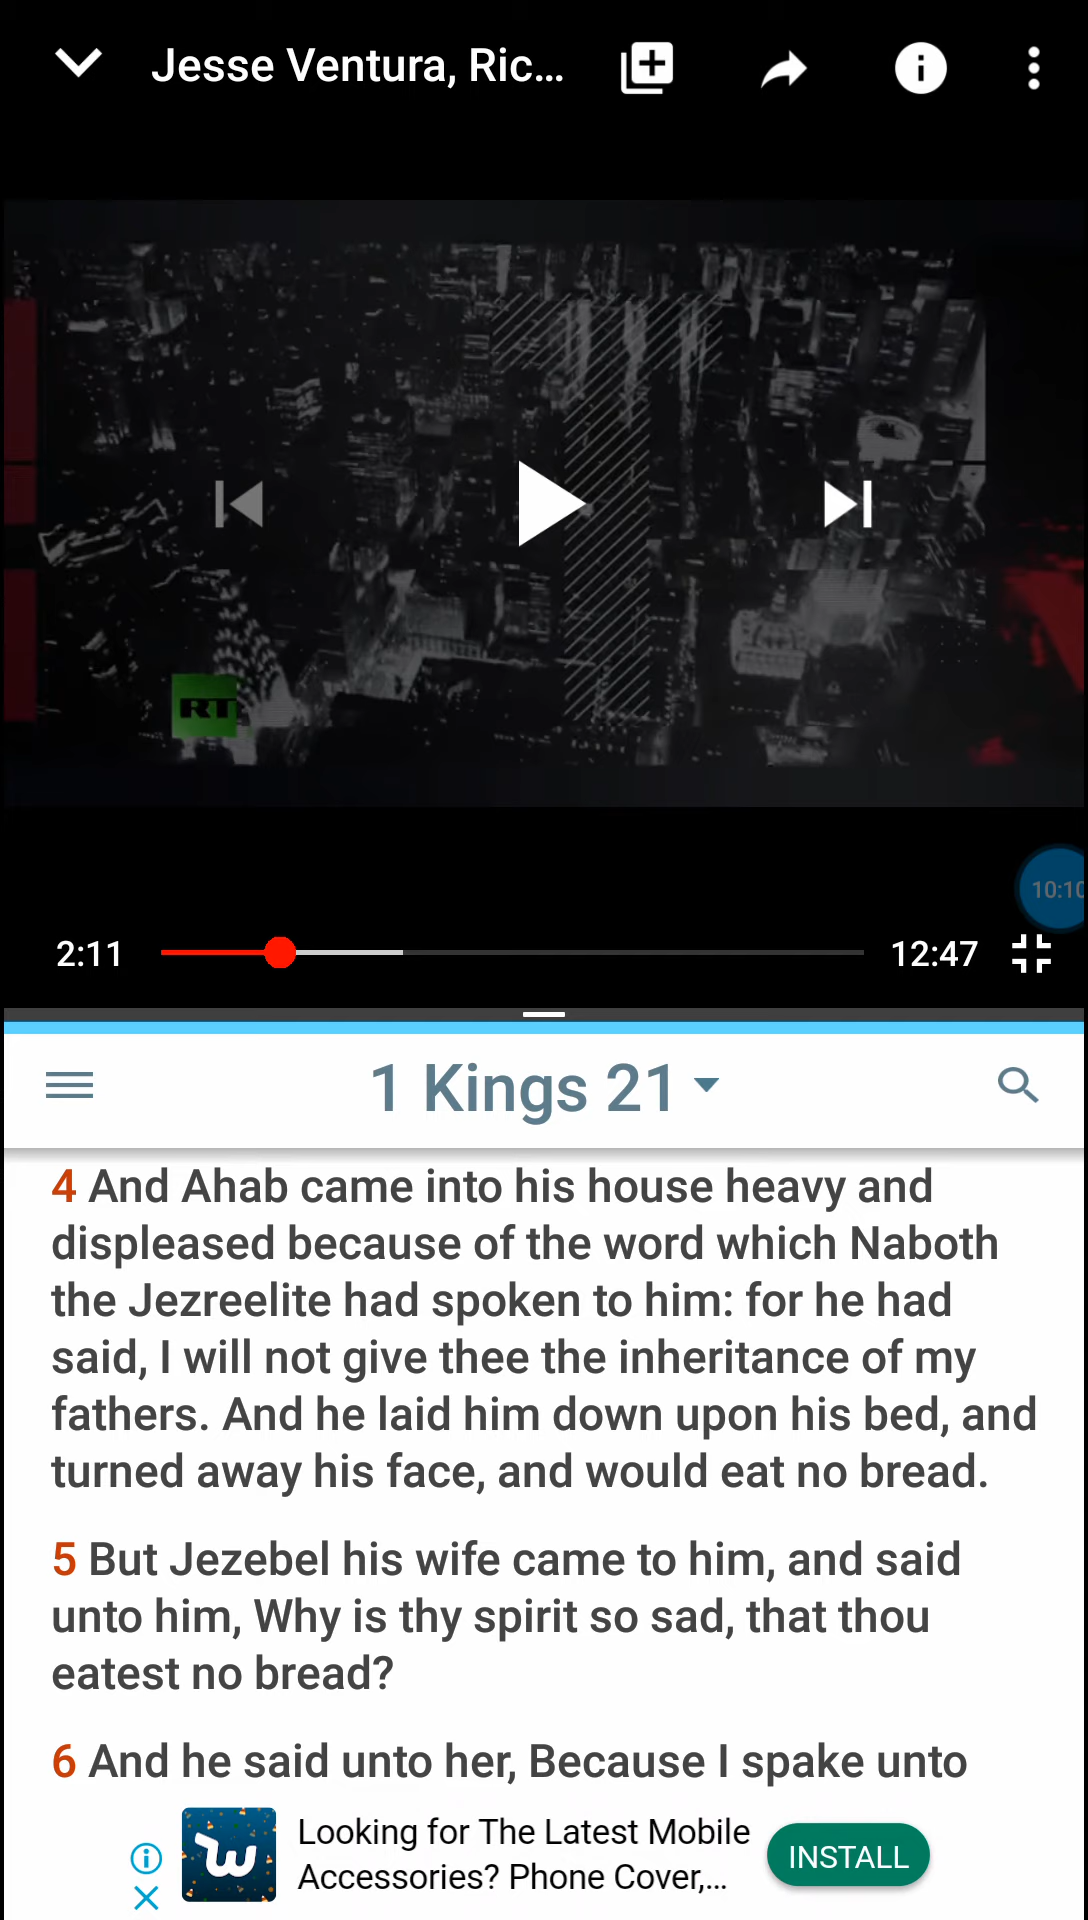 Jesse Ventura, Ric...
RT
10:10
2:11
12:47
1 Kings 21
4 And Ahab came into his house heavy and
displeased because of the word which Naboth
the Jezreelite had spoken to him: for he had
said, I will not give thee the inheritance of my
fathers. And he laid him down upon his bed, and
turned away his face, and would eat no bread.
5 But Jezebel his wife came to him, and said
unto him, Why is thy spirit so sad, that thou
eatest no bread?
6 And he said unto her, Because I spake unto
Looking for The Latest Mobile
Accessories? Phone Cover,...
INSTALL